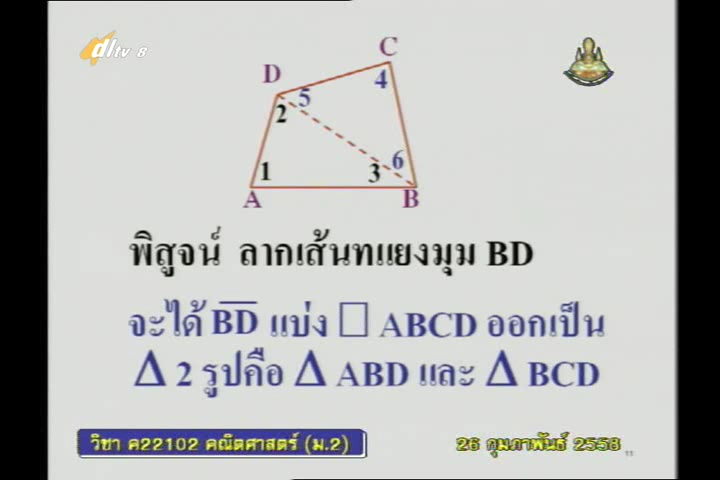 dltv 8
C
D
4
5
2
6
1
3
A
B
พิสูจน์ ลากเส้นทแยงมุม BD
จะได้ BD แบ่ง □ ABCD ออกเป็น
Δ 2 รูปคือ Δ ABD และ Δ BCD
วิชา ค22102 คณิตศาสตร์ (ม.2)
26 กุมภาพันธ์ 2558
11